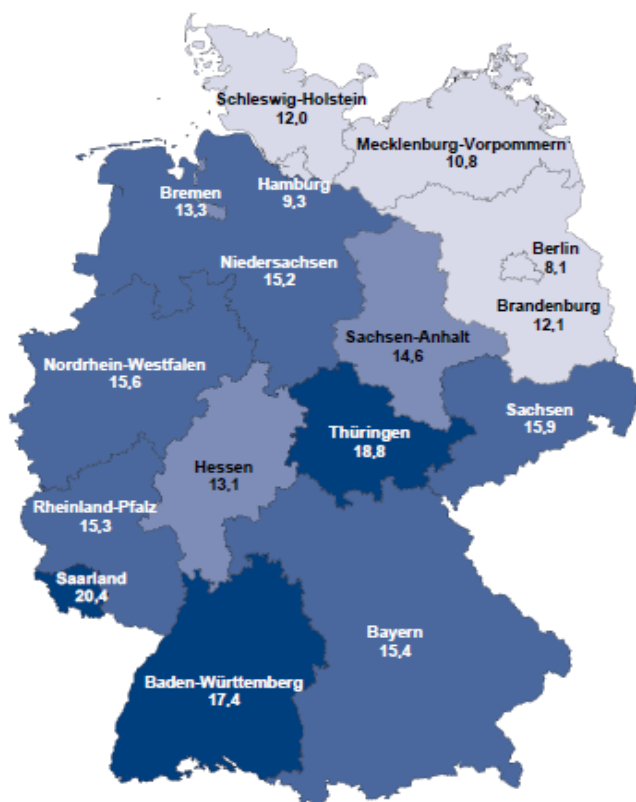 Schleswig-Holstein
12,0
Mecklenburg-Vorpommern
10,8
Hamburg
9,3
Bremen
13,3
Niedersachsen
15,2
Berlin
8,1
Brandenburg
12,1
Sachsen-Anhalt
14,6
Nordrhein-Westfalen
15,6
Sachsen
15,9
Thüringen
18,8
Hessen
13,1
Rheinland-Pfalz
15,3
Saarland
20,4
Bayern
15,4
Baden-Württemberg
17,4